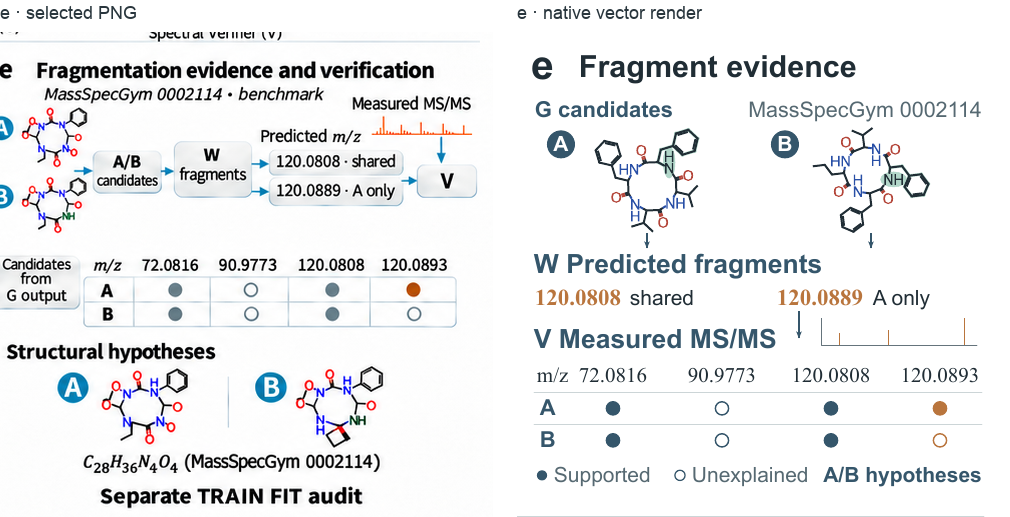 e · selected PNG
Spectral Verifier (V)
e Fragmentation evidence and verification
MassSpecGym 0002114 • benchmark
Measured MS/MS
Predicted m/z
A
A/B candidates
W fragments
120.0808 · shared
120.0889 · A only
V
B
Candidates from G output
m/z 72.0816 90.9773 120.0808 120.0893
A
B
Structural hypotheses
A B
C28H36N4O4 (MassSpecGym 0002114)
Separate TRAIN FIT audit
e · native vector render
e Fragment evidence
G candidates MassSpecGym 0002114
A B
W Predicted fragments
120.0808 shared 120.0889 A only
V Measured MS/MS
m/z 72.0816 90.9773 120.0808 120.0893
A
B
Supported Unexplained A/B hypotheses